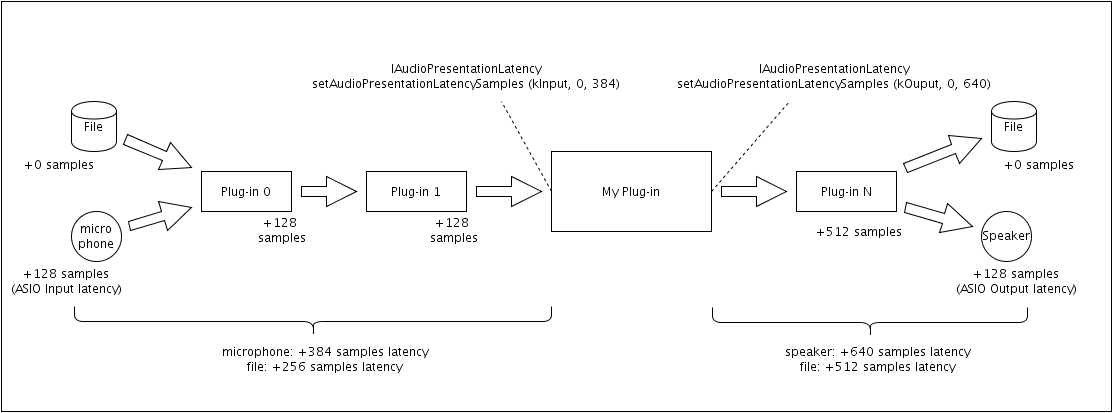 IAudioPresentationLatency
setAudioPresentationLatencySamples (kInput, 0, 384)
IAudioPresentationLatency
setAudioPresentationLatencySamples (kOuput, 0, 640)
File
+0 samples
micro
phone
+128 samples
(ASIO Input latency)
Plug-in 0
+128
samples
Plug-in 1
+128
samples
My Plug-in
Plug-in N
+512 samples
File
+0 samples
Speaker
+128 samples
(ASIO Output latency)
microphone: +384 samples latency
file: +256 samples latency
speaker: +640 samples latency
file: +512 samples latency